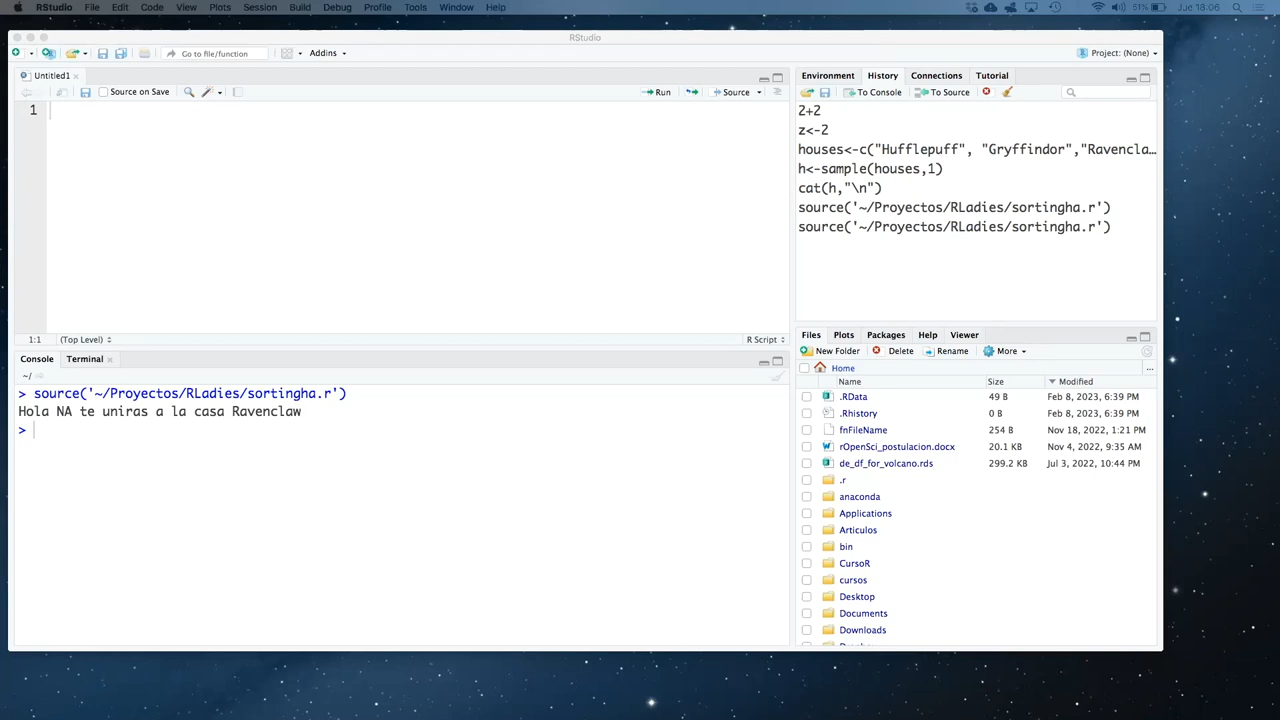 RStudio File Edit Code View Plots Session Build Debug Profile Tools Window Help 51% Jue 18:06
RStudio
Go to file/function Addins Project: (None)
Untitled1
Source on Save Run Source
1
1:1 (Top Level) R Script
Console Terminal
~/
> source('~/Proyectos/RLadies/sortingha.r')
Hola NA te uniras a la casa Ravenclaw
>
Environment History Connections Tutorial
To Console To Source
2+2
z<-2
houses<-c("Hufflepuff", "Gryffindor","Ravencla…
h<-sample(houses,1)
cat(h,"\n")
source('~/Proyectos/RLadies/sortingha.r')
source('~/Proyectos/RLadies/sortingha.r')
Files Plots Packages Help Viewer
New Folder Delete Rename More
Home ...
Name Size Modified
.RData 49 B Feb 8, 2023, 6:39 PM
.Rhistory 0 B Feb 8, 2023, 6:39 PM
fnFileName 254 B Nov 18, 2022, 1:21 PM
rOpenSci_postulacion.docx 20.1 KB Nov 4, 2022, 9:35 AM
de_df_for_volcano.rds 299.2 KB Jul 3, 2022, 10:44 PM
.r
anaconda
Applications
Articulos
bin
CursoR
cursos
Desktop
Documents
Downloads